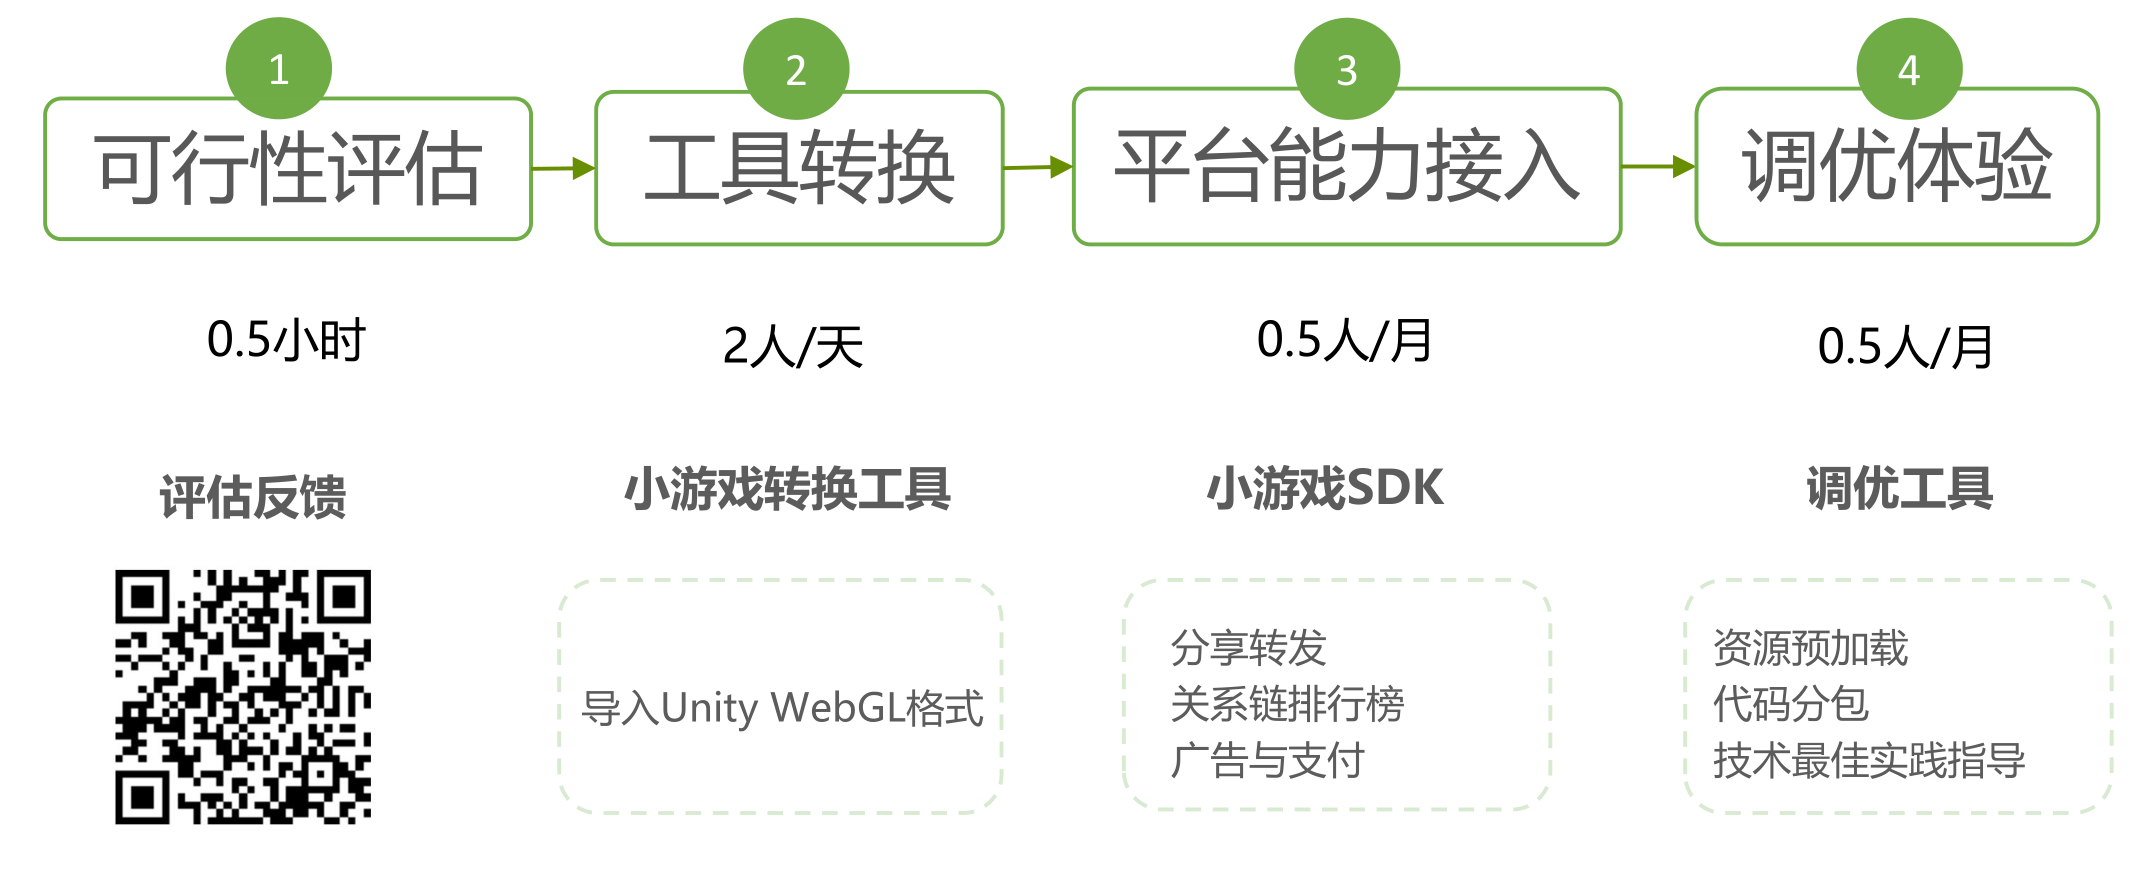 1
可行性评估
2
工具转换
3
平台能力接入
4
调优体验
0.5小时
2人/天
0.5人/月
0.5人/月
评估反馈
小游戏转换工具
小游戏SDK
调优工具
导入Unity WebGL格式
分享转发
关系链排行榜
广告与支付
资源预加载
代码分包
技术最佳实践指导